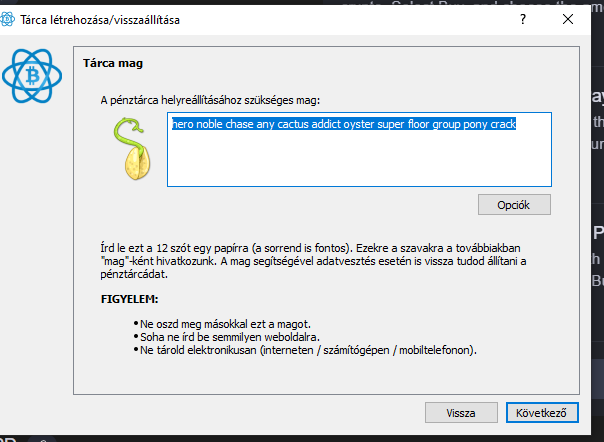 Tárca létrehozása/visszaállítása
Tárca mag
A pénztárca helyreállításához szükséges mag:
hero noble chase any cactus addict oyster super floor group pony crack
Opciók
Írd le ezt a 12 szót egy papírra (a sorrend is fontos). Ezekre a szavakra a továbbiakban
"mag"-ként hivatkozunk. A mag segítségével adatvesztés esetén is vissza tudod állítani a
pénztárcádat.
FIGYELEM:
• Ne oszd meg másokkal ezt a magot.
• Soha ne írd be semmilyen weboldalra.
• Ne tárold elektronikusan (interneten / számítógépen / mobiltelefonon).
Vissza
Következő